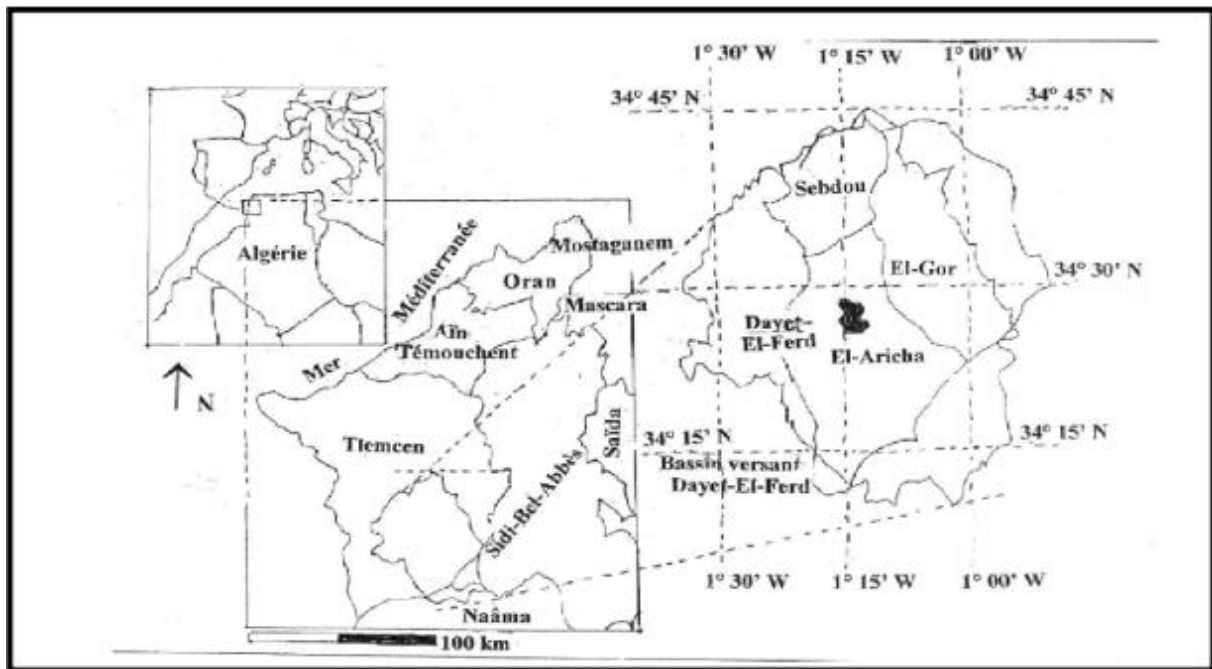 1° 30' W
1° 15' W
1° 00' W
34° 45' N
34° 45' N
Sebdou
Algérie
Mostaganem
Méditerranée
Oran
El-Gor
34° 30' N
Mascara
Aïn
Témouchent
Dayet-
El-Ferd
El-Aricha
Mer
N
Tlemcen
Saïda
34° 15' N
34° 15' N
Bassin versant
Dayet-El-Ferd
Sidi-Bel-Abbès
1° 30' W
1° 15' W
1° 00' W
Naâma
100 km